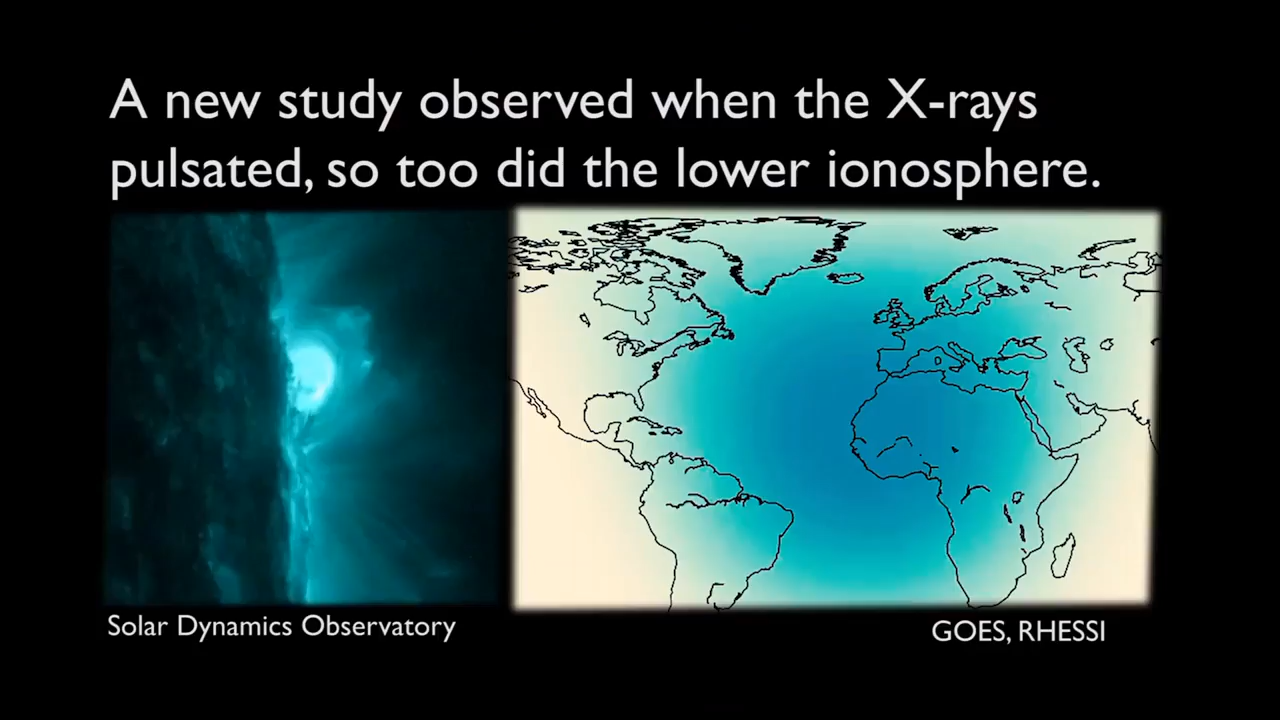 A new study observed when the X-rays
pulsated, so too did the lower ionosphere.
Solar Dynamics Observatory
GOES, RHESSI